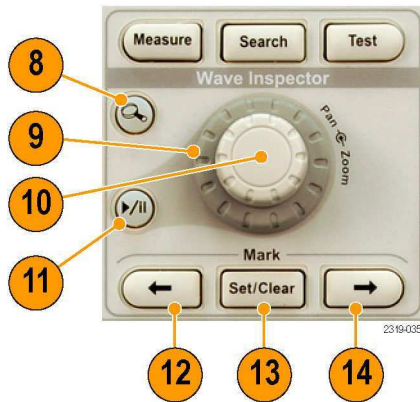 Measure Search Test
Wave Inspector
8
9
Pan Zoom
10
11
Mark
← Set/Clear →
2319-035
12 13 14